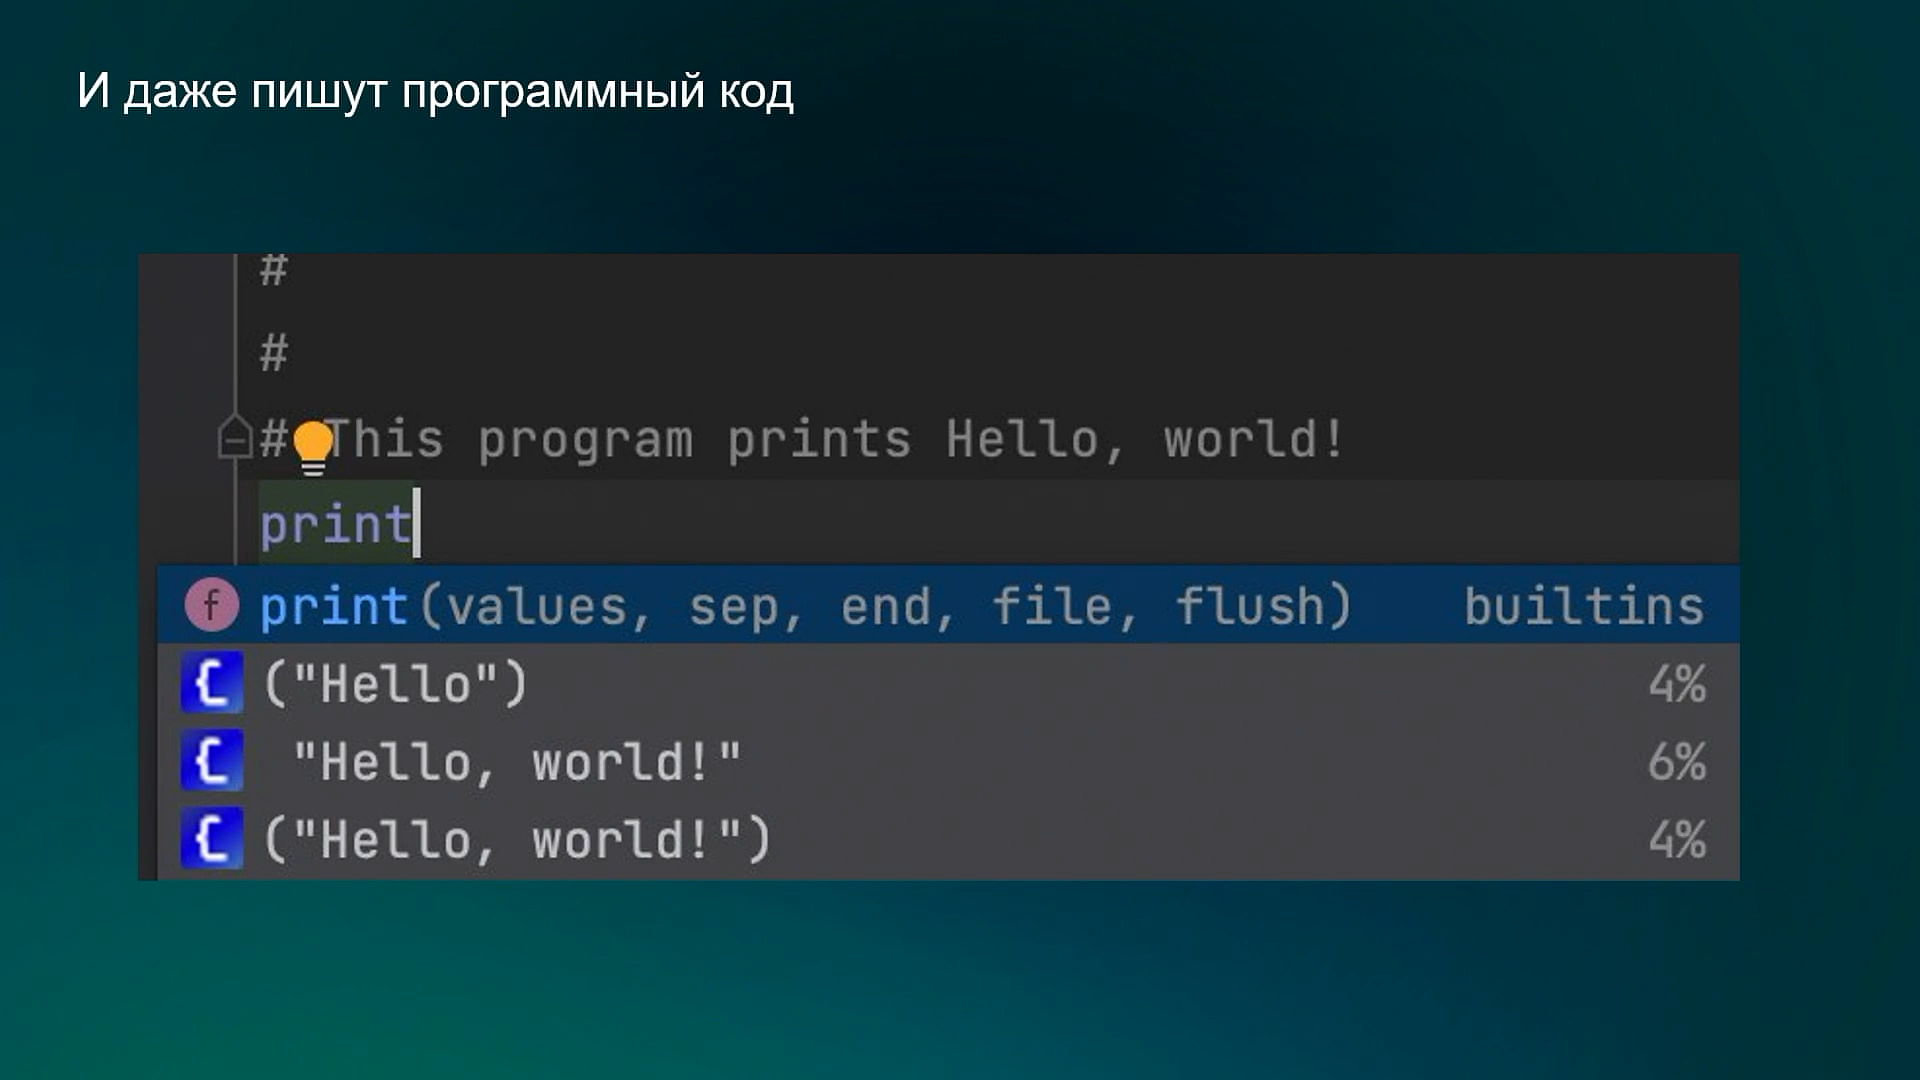 И даже пишут программный код
#
#
# This program prints Hello, world!
print
f print(values, sep, end, file, flush) builtins
{ ("Hello") 4%
{ "Hello, world!" 6%
{ ("Hello, world!") 4%